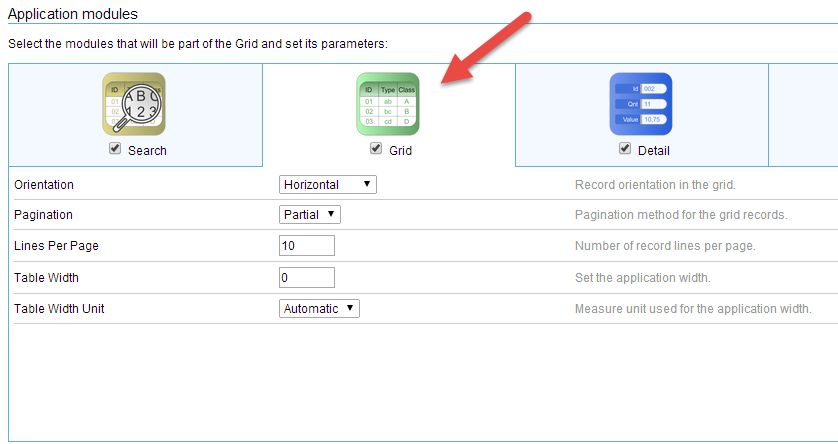 Application modules
Select the modules that will be part of the Grid and set its parameters:
ID
A B C
01
1 2 3
02
03
ID Type Class
01 ab A
02 bc B
03 cd D
Id 002
Qnt 11
Value 10,75
Search
Grid
Detail
Orientation Horizontal Record orientation in the grid.
Pagination Partial Pagination method for the grid records.
Lines Per Page 10 Number of record lines per page.
Table Width 0 Set the application width.
Table Width Unit Automatic Measure unit used for the application width.